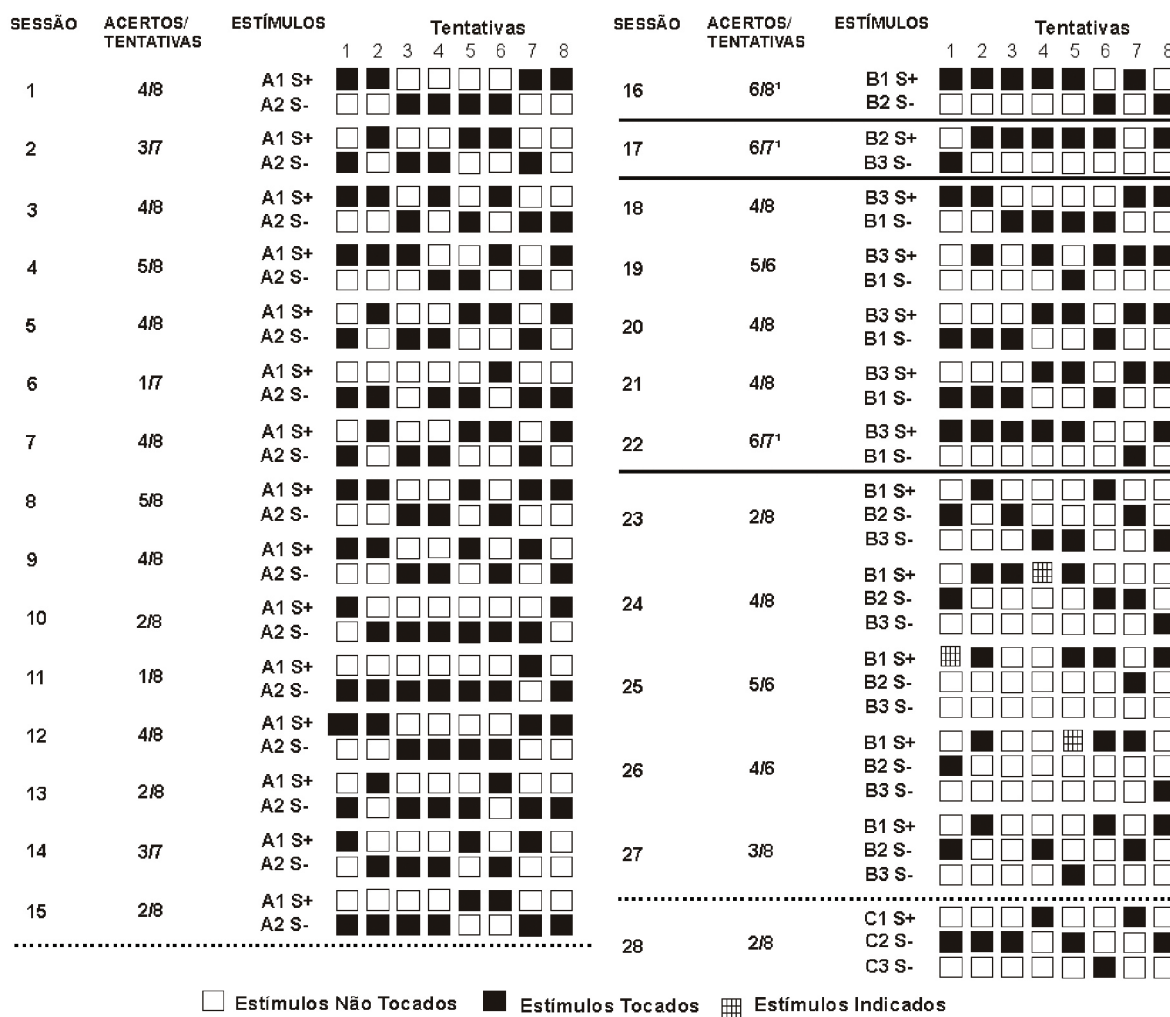 SESSÃO ACERTOS/ ESTÍMULOS Tentativas
TENTATIVAS
1 2 3 4 5 6 7 8
A1 S+
1 4/8
A2 S-
A1 S+
2 3/7
A2 S-
A1 S+
3 4/8
A2 S-
A1 S+
4 5/8
A2 S-
A1 S+
5 4/8
A2 S-
A1 S+
6 1/7
A2 S-
A1 S+
7 4/8
A2 S-
A1 S+
8 5/8
A2 S-
A1 S+
9 4/8
A2 S-
A1 S+
10 2/8
A2 S-
A1 S+
11 1/8
A2 S-
A1 S+
12 4/8
A2 S-
A1 S+
13 2/8
A2 S-
A1 S+
14 3/7
A2 S-
A1 S+
15 2/8
A2 S-
SESSÃO ACERTOS/ ESTÍMULOS Tentativas
TENTATIVAS
1 2 3 4 5 6 7 8
B1 S+
16 6/8¹
B2 S-
B2 S+
17 6/7¹
B3 S-
B3 S+
18 4/8
B1 S-
B3 S+
19 5/6
B1 S-
B3 S+
20 4/8
B1 S-
B3 S+
21 4/8
B1 S-
B3 S+
22 6/7¹
B1 S-
B1 S+
23 2/8 B2 S-
B3 S-
B1 S+
24 4/8 B2 S-
B3 S-
B1 S+
25 5/6 B2 S-
B3 S-
B1 S+
26 4/6 B2 S-
B3 S-
B1 S+
27 3/8 B2 S-
B3 S-
C1 S+
28 2/8 C2 S-
C3 S-
Estímulos Não Tocados Estímulos Tocados Estímulos Indicados